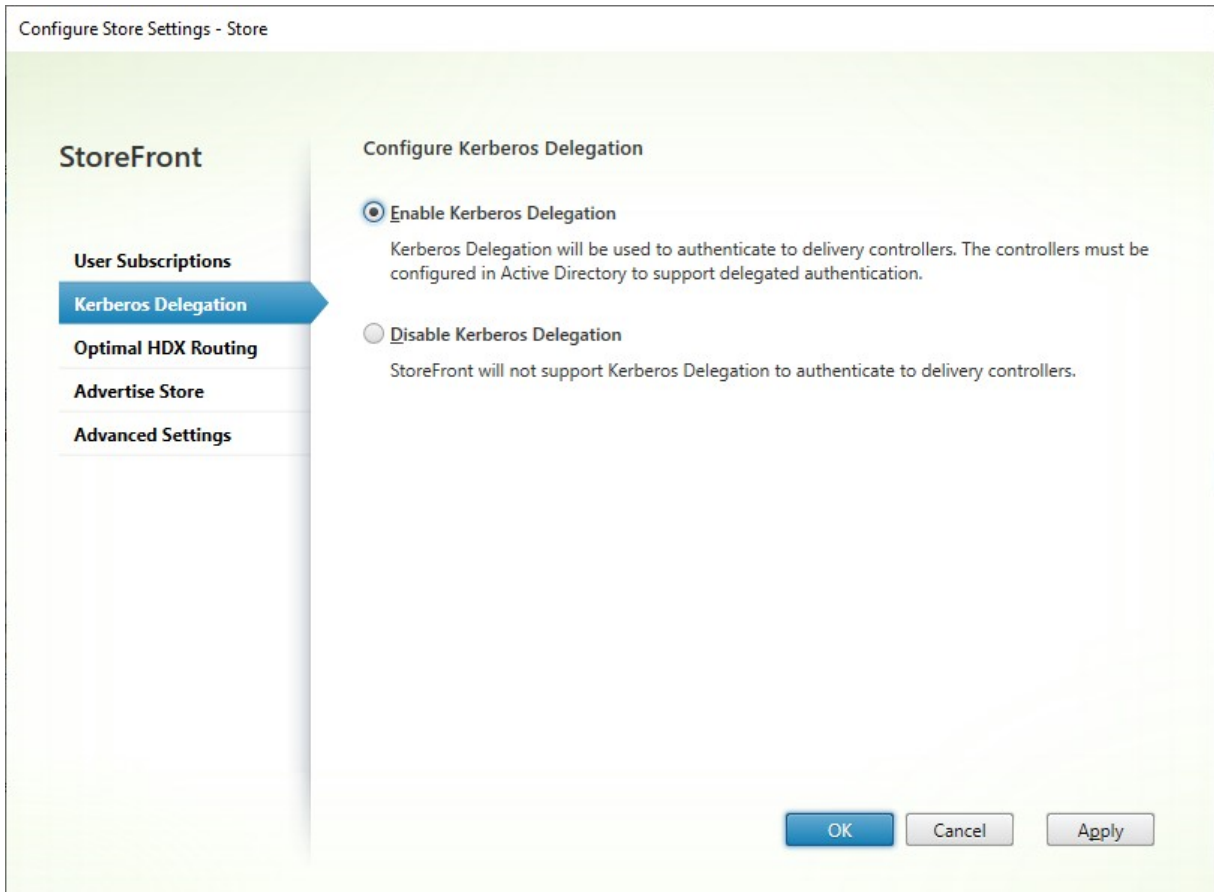 Configure Store Settings - Store
StoreFront
User Subscriptions
Kerberos Delegation
Optimal HDX Routing
Advertise Store
Advanced Settings
Configure Kerberos Delegation
Enable Kerberos Delegation
Kerberos Delegation will be used to authenticate to delivery controllers. The controllers must be
configured in Active Directory to support delegated authentication.
Disable Kerberos Delegation
StoreFront will not support Kerberos Delegation to authenticate to delivery controllers.
OK
Cancel
Apply